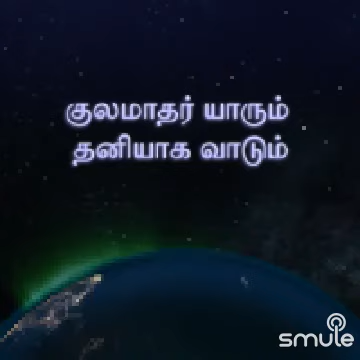 குலமாதர் யாரும்
தனியாக வாடும்
smule